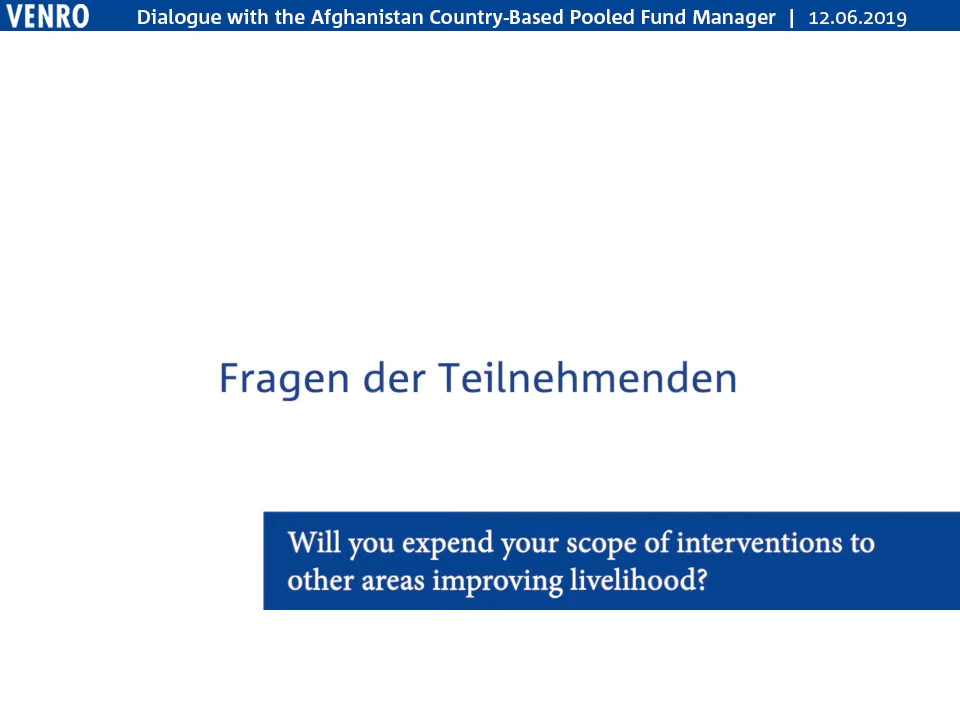 VENRO Dialogue with the Afghanistan Country-Based Pooled Fund Manager | 12.06.2019
Fragen der Teilnehmenden
Will you expend your scope of interventions to
other areas improving livelihood?